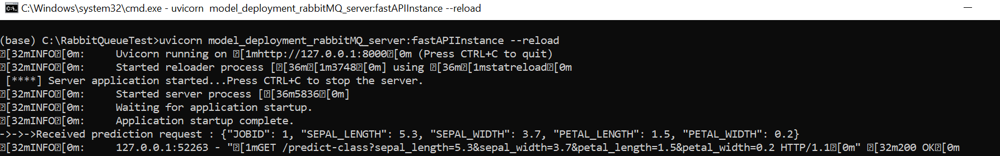 C:\Windows\system32\cmd.exe - uvicorn  model_deployment_rabbitMQ_server:fastAPIInstance --reload
(base) C:\RabbitQueueTest>uvicorn model_deployment_rabbitMQ_server:fastAPIInstance --reload
⍰[32mINFO⍰[0m:     Uvicorn running on ⍰[1mhttp://127.0.0.1:8000⍰[0m (Press CTRL+C to quit)
⍰[32mINFO⍰[0m:     Started reloader process [⍰[36m⍰[1m3748⍰[0m] using ⍰[36m⍰[1mstatreload⍰[0m
 [****] Server application started...Press CTRL+C to stop the server.
⍰[32mINFO⍰[0m:     Started server process [⍰[36m5836⍰[0m]
⍰[32mINFO⍰[0m:     Waiting for application startup.
⍰[32mINFO⍰[0m:     Application startup complete.
->->->Received prediction request : {"JOBID": 1, "SEPAL_LENGTH": 5.3, "SEPAL_WIDTH": 3.7, "PETAL_LENGTH": 1.5, "PETAL_WIDTH": 0.2}
⍰[32mINFO⍰[0m:     127.0.0.1:52263 - "⍰[1mGET /predict-class?sepal_length=5.3&sepal_width=3.7&petal_length=1.5&petal_width=0.2 HTTP/1.1⍰[0m" ⍰[32m200 OK⍰[0m